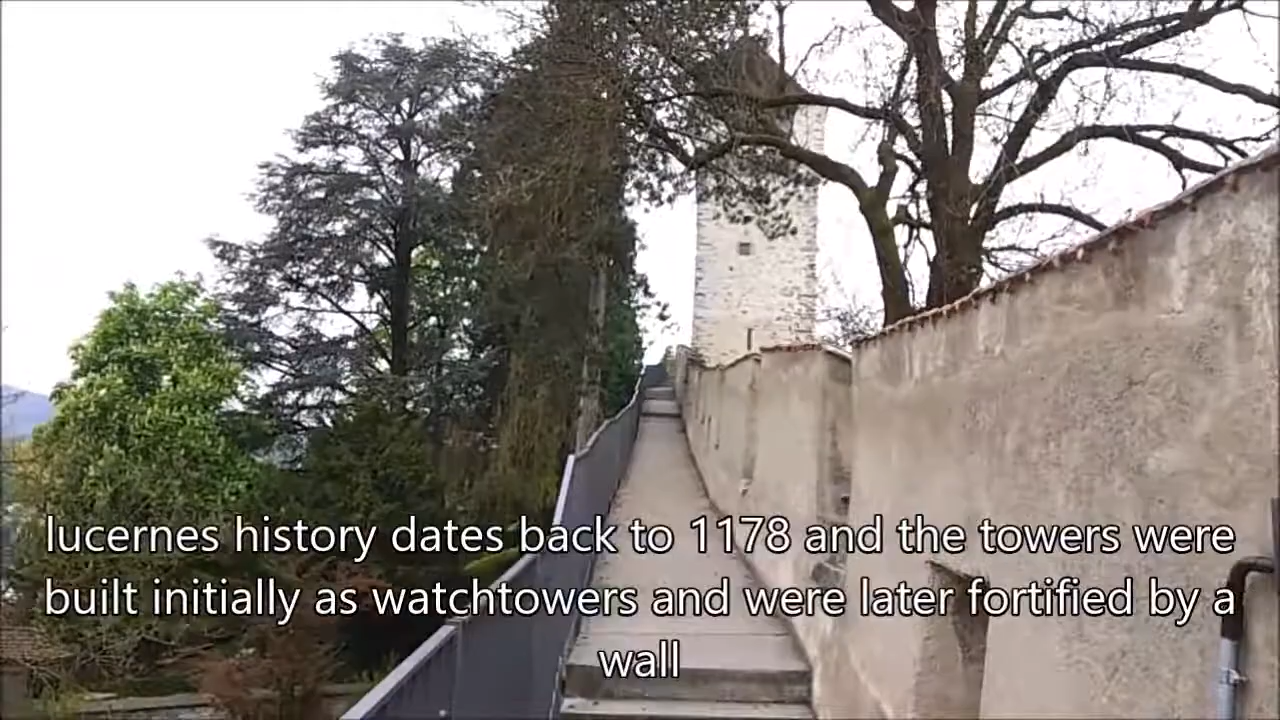 lucernes history dates back to 1178 and the towers were
built initially as watchtowers and were later fortified by a
wall